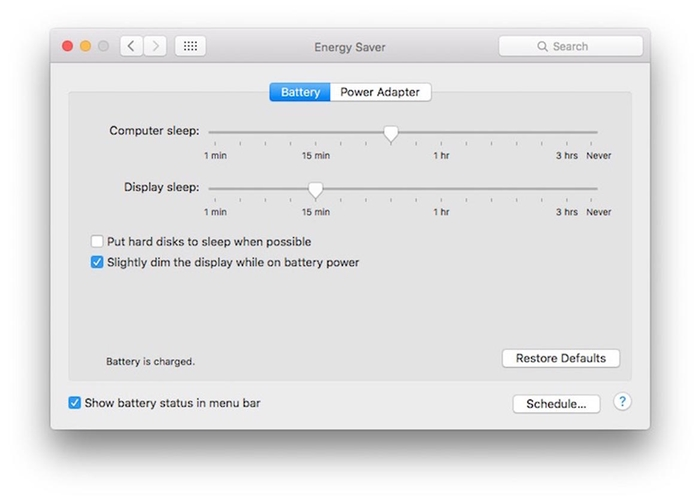 Energy Saver
Search
Battery Power Adapter
Computer sleep:
1 min 15 min 1 hr 3 hrs Never
Display sleep:
1 min 15 min 1 hr 3 hrs Never
Put hard disks to sleep when possible
Slightly dim the display while on battery power
Battery is charged.
Restore Defaults
Show battery status in menu bar
Schedule...
?